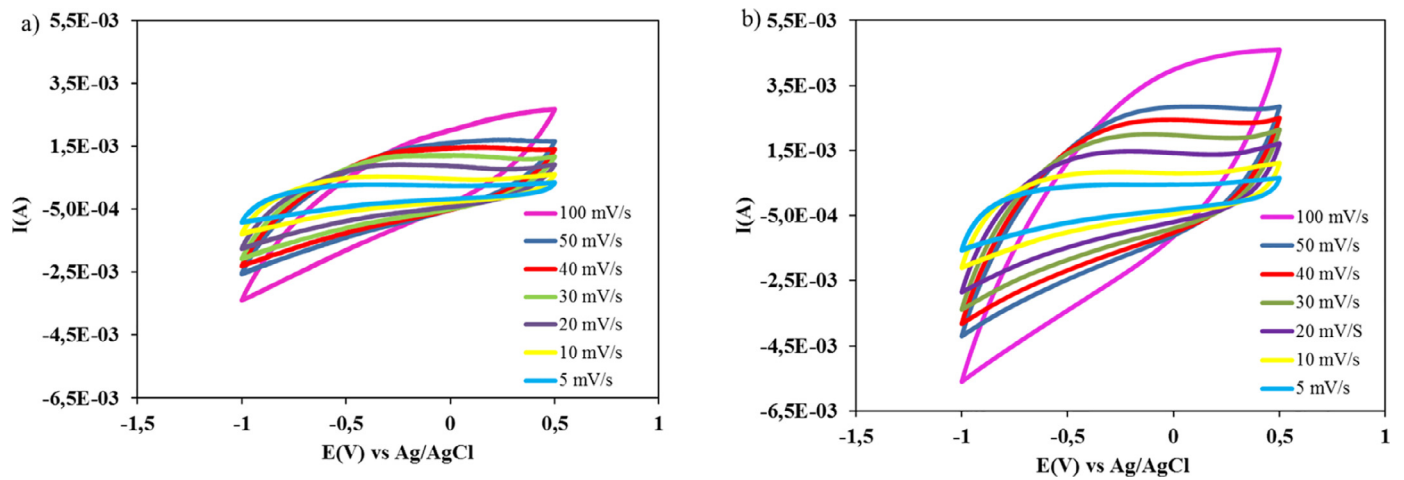 a)
5,5E-03
3,5E-03
1,5E-03
-5,0E-04
-2,5E-03
-4,5E-03
-6,5E-03
I(A)
100 mV/s
50 mV/s
40 mV/s
30 mV/s
20 mV/s
10 mV/s
5 mV/s
-1,5
-1
-0,5
0
0,5
1
E(V) vs Ag/AgCl
b)
5,5E-03
3,5E-03
1,5E-03
-5,0E-04
-2,5E-03
-4,5E-03
-6,5E-03
I(A)
100 mV/s
50 mV/s
40 mV/s
30 mV/s
20 mV/S
10 mV/s
5 mV/s
-1,5
-1
-0,5
0
0,5
1
E(V) vs Ag/AgCl